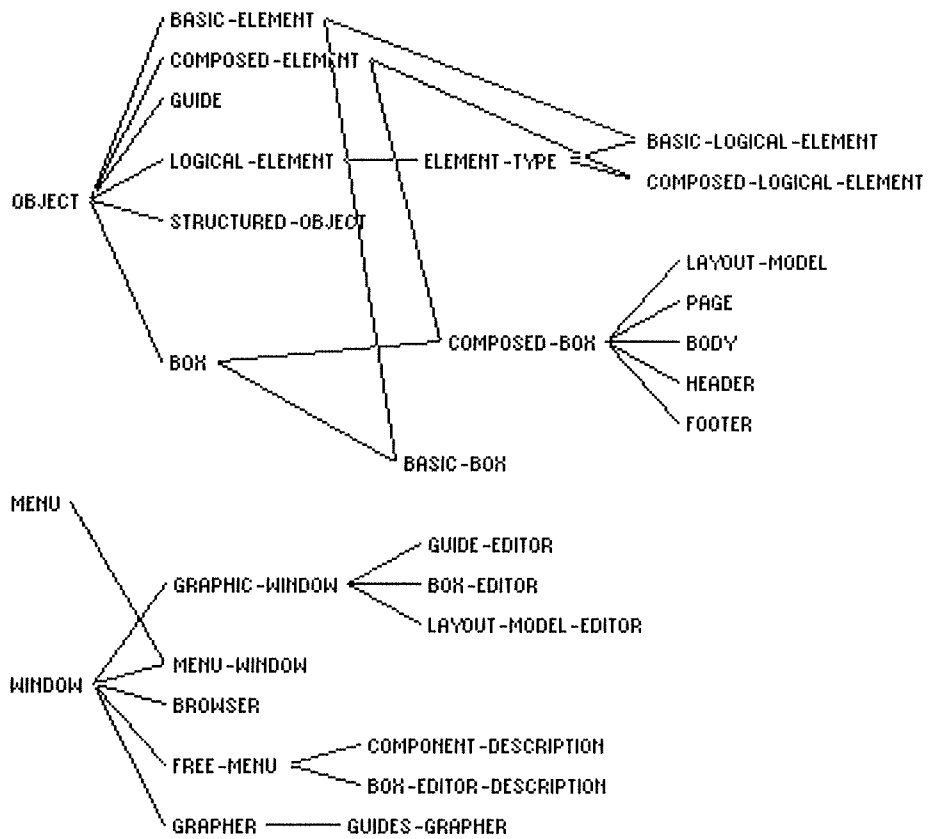 BASIC-ELEMENT
COMPOSED-ELEMENT
GUIDE
BASIC-LOGICAL-ELEMENT
LOGICAL-ELEMENT
ELEMENT-TYPE
COMPOSED-LOGICAL-ELEMENT
OBJECT
STRUCTURED-OBJECT
LAYOUT-MODEL
PAGE
COMPOSED-BOX
BODY
BOX
HEADER
FOOTER
BASIC-BOX
MENU
GUIDE-EDITOR
GRAPHIC-WINDOW
BOX-EDITOR
LAYOUT-MODEL-EDITOR
MENU-WINDOW
WINDOW
BROWSER
COMPONENT-DESCRIPTION
FREE-MENU
BOX-EDITOR-DESCRIPTION
GRAPHER
GUIDES-GRAPHER